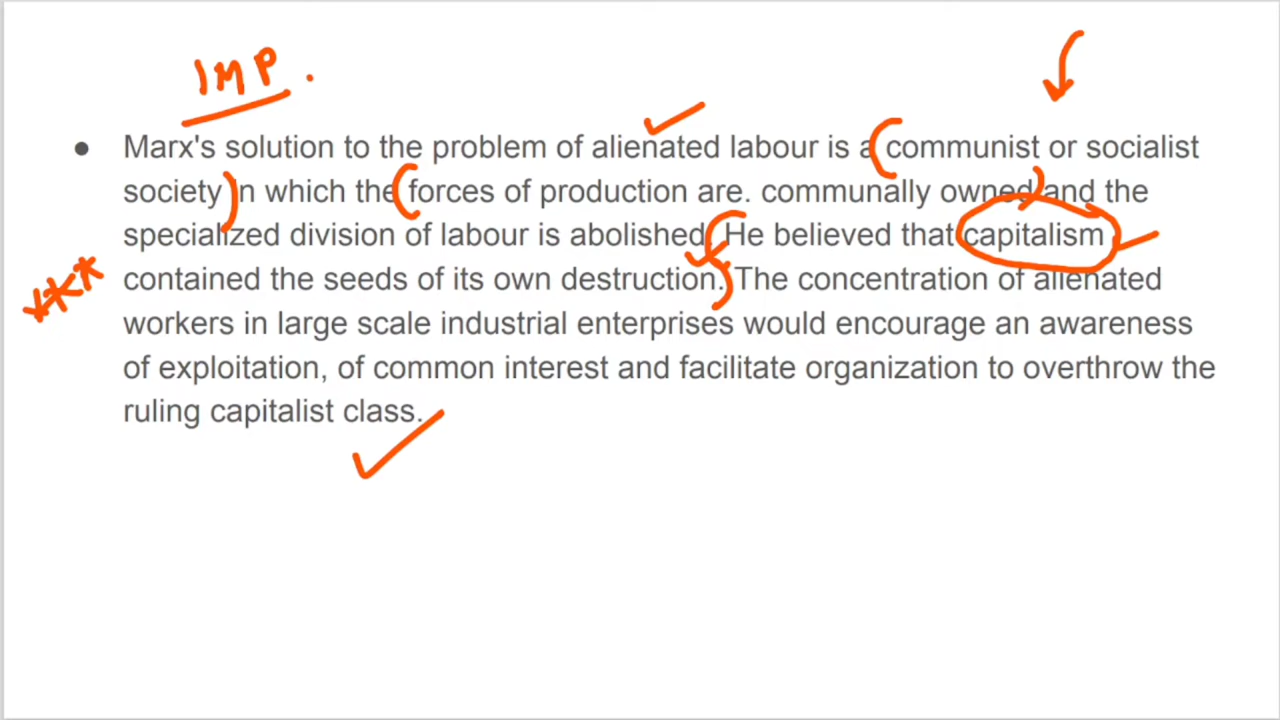 IMP.
● Marx's solution to the problem of alienated labour is a communist or socialist
society in which the forces of production are. communally owned and the
specialized division of labour is abolished. He believed that capitalism
contained the seeds of its own destruction. The concentration of alienated
workers in large scale industrial enterprises would encourage an awareness
of exploitation, of common interest and facilitate organization to overthrow the
ruling capitalist class.